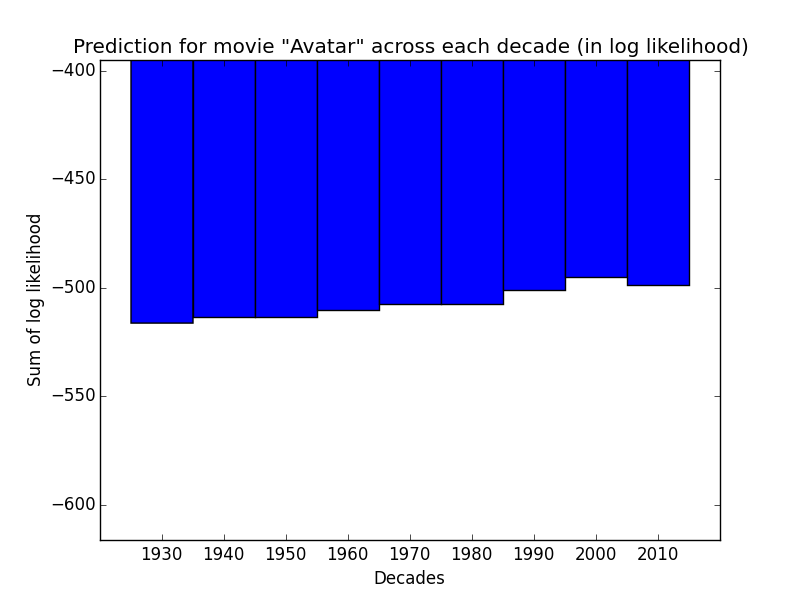 Prediction for movie "Avatar" across each decade (in log likelihood)
−400
−450
−500
−550
−600
Sum of log likelihood
1930 1940 1950 1960 1970 1980 1990 2000 2010
Decades